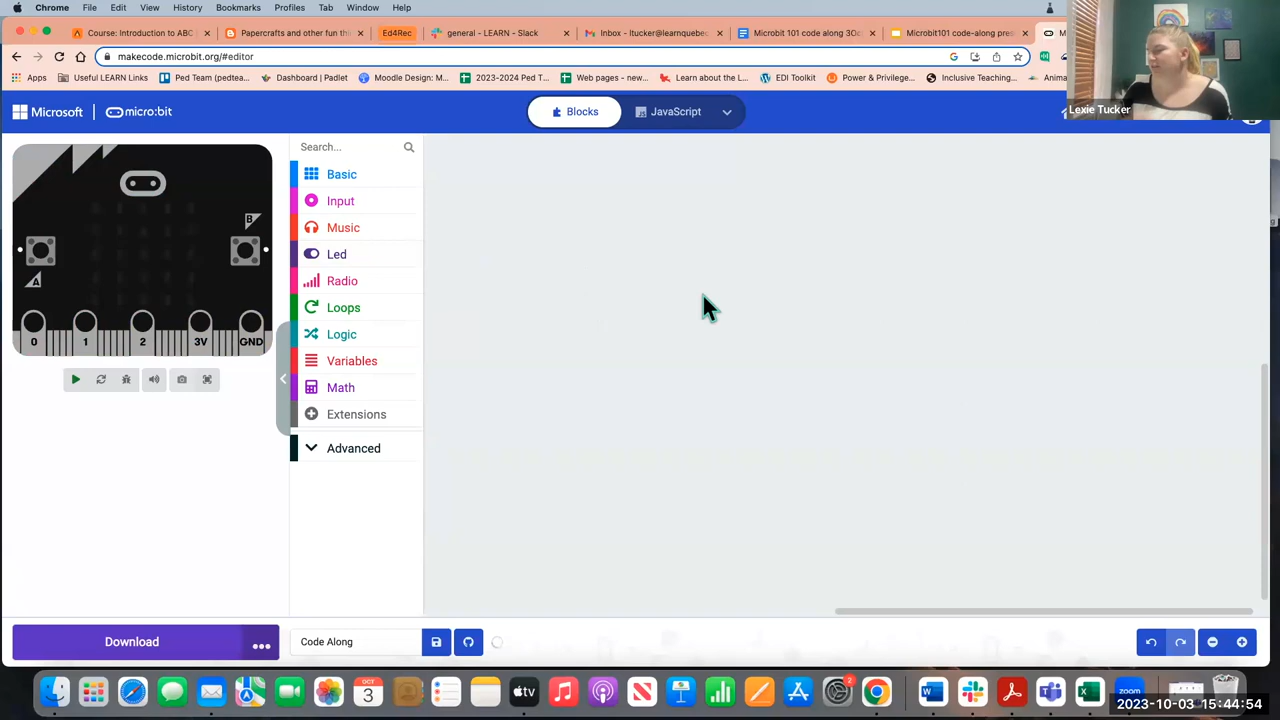 Chrome File Edit View History Bookmarks Profiles Tab Window Help
Course: Introduction to ABC
Papercrafts and other fun thi
Ed4Rec
general - LEARN - Slack
Inbox - ltucker@learnquebec
Microbit 101 code along 3Oc
Microbit101 code-along pres
makecode.microbit.org/#editor
Apps Useful LEARN Links Ped Team (pedtea... Dashboard | Padlet Moodle Design: M... 2023-2024 Ped T... Web pages - new... Learn about the L... EDI Toolkit Power & Privilege... Inclusive Teaching... Anima
Lexie Tucker
Microsoft micro:bit Blocks JavaScript
Search...
Basic
Input
Music
Led
Radio
Loops
Logic
Variables
Math
Extensions
Advanced
B
A
0 1 2 3V GND
Download ... Code Along
OCT
3
tv
2
zoom
2023-10-03 15:44:54